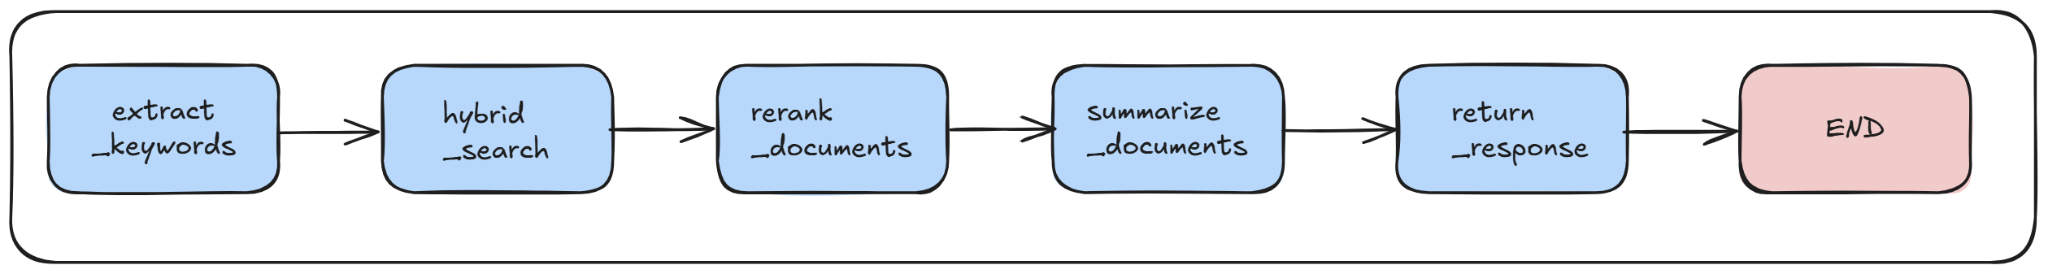 extract
_keywords
hybrid
_search
rerank
_documents
summarize
_documents
return
_response
END